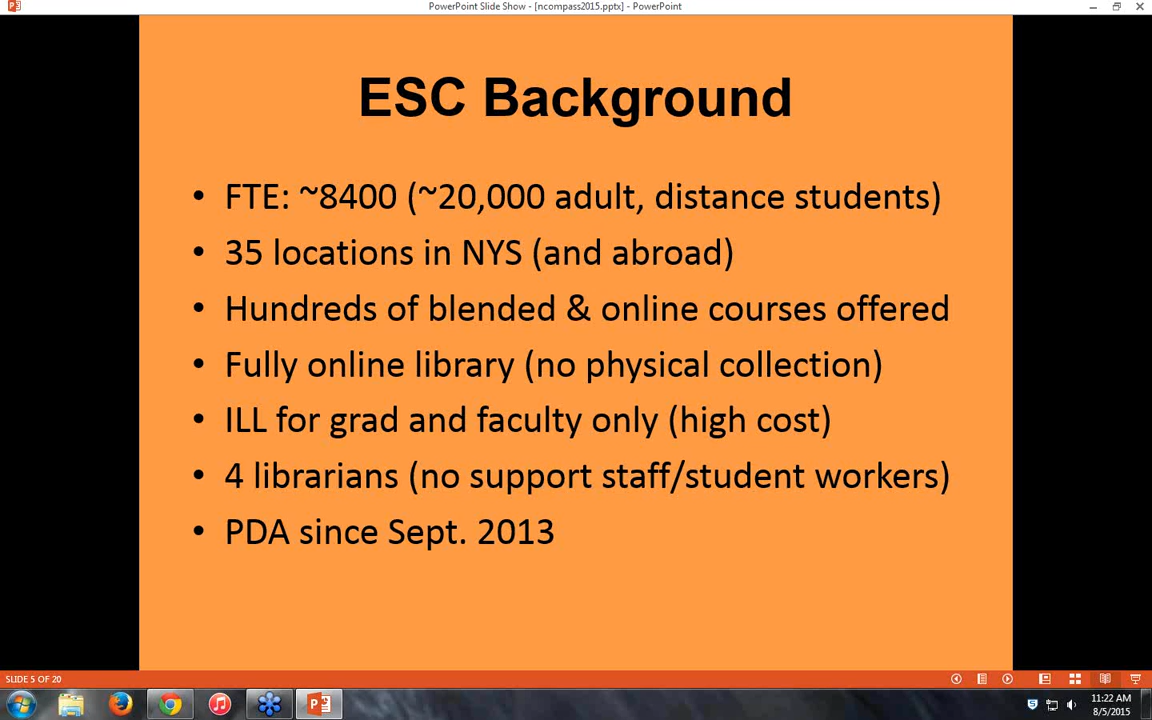 PowerPoint Slide Show - [ncompass2015.pptx] - PowerPoint
ESC Background
• FTE: ~8400 (~20,000 adult, distance students)
• 35 locations in NYS (and abroad)
• Hundreds of blended & online courses offered
• Fully online library (no physical collection)
• ILL for grad and faculty only (high cost)
• 4 librarians (no support staff/student workers)
• PDA since Sept. 2013
SLIDE 5 OF 20
11:22 AM
8/5/2015